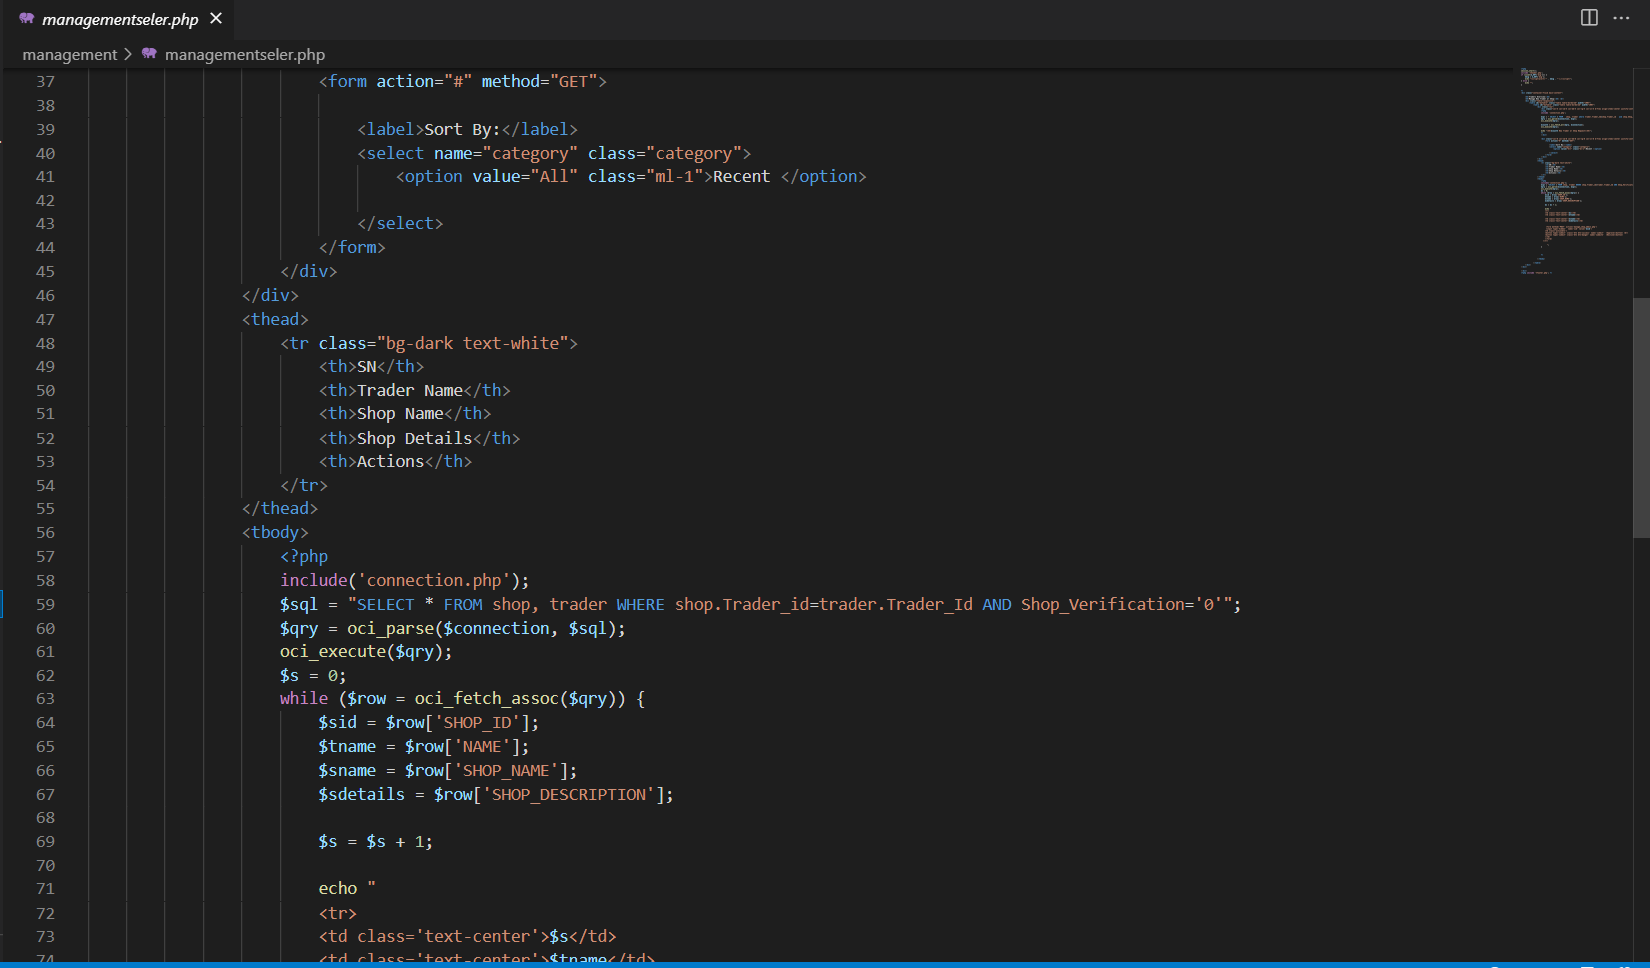 managementseler.php
management > managementseler.php
37 <form action="#" method="GET">
38
39 <label>Sort By:</label>
40 <select name="category" class="category">
41 <option value="All" class="ml-1">Recent </option>
42
43 </select>
44 </form>
45 </div>
46 </div>
47 <thead>
48 <tr class="bg-dark text-white">
49 <th>SN</th>
50 <th>Trader Name</th>
51 <th>Shop Name</th>
52 <th>Shop Details</th>
53 <th>Actions</th>
54 </tr>
55 </thead>
56 <tbody>
57 <?php
58 include('connection.php');
59 $sql = "SELECT * FROM shop, trader WHERE shop.Trader_id=trader.Trader_Id AND Shop_Verification='0'";
60 $qry = oci_parse($connection, $sql);
61 oci_execute($qry);
62 $s = 0;
63 while ($row = oci_fetch_assoc($qry)) {
64 $sid = $row['SHOP_ID'];
65 $tname = $row['NAME'];
66 $sname = $row['SHOP_NAME'];
67 $sdetails = $row['SHOP_DESCRIPTION'];
68
69 $s = $s + 1;
70
71 echo "
72 <tr>
73 <td class='text-center'>$s</td>
74 <td class='text-center'>$tname</td>